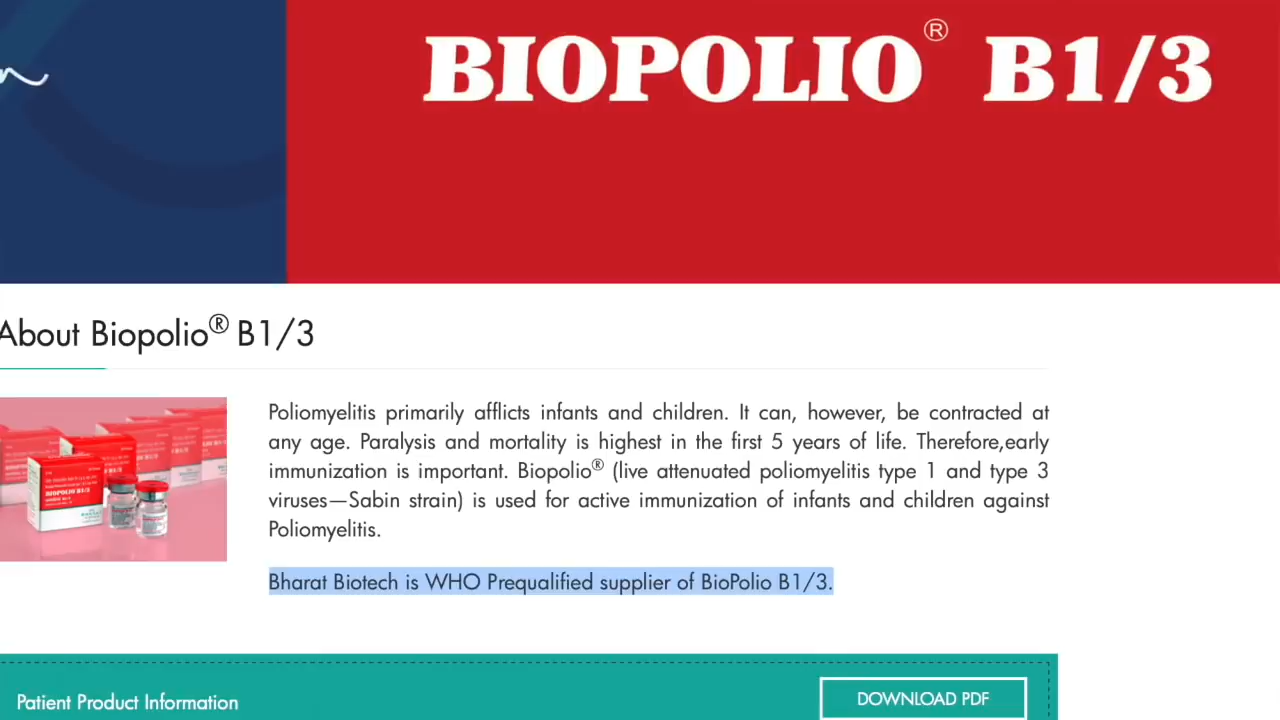 BIOPOLIO® B1/3
About Biopolio® B1/3
Poliomyelitis primarily afflicts infants and children. It can, however, be contracted at
any age. Paralysis and mortality is highest in the first 5 years of life. Therefore,early
immunization is important. Biopolio® (live attenuated poliomyelitis type 1 and type 3
viruses—Sabin strain) is used for active immunization of infants and children against
Poliomyelitis.
BIOPOLIO B1/3
Bharat Biotech is WHO Prequalified supplier of BioPolio B1/3.
Patient Product Information
DOWNLOAD PDF